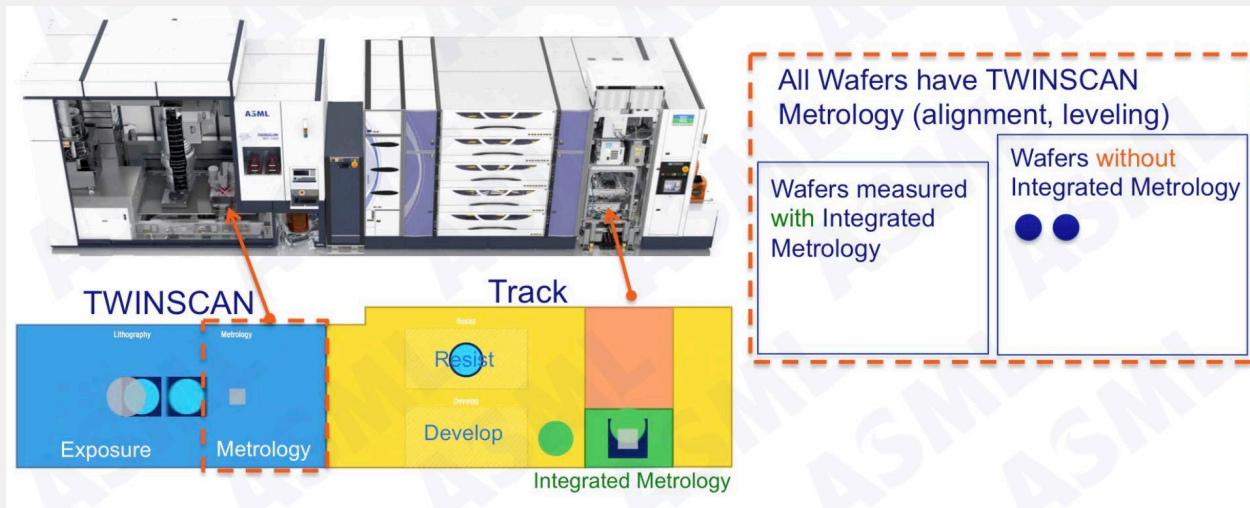 ASML
All Wafers have TWINSCAN
Metrology (alignment, leveling)
Wafers measured
with Integrated
Metrology
Wafers without
Integrated Metrology
TWINSCAN
Track
Lithography
Metrology
Resist
Resist
Develop
Develop
Exposure
Metrology
Integrated Metrology